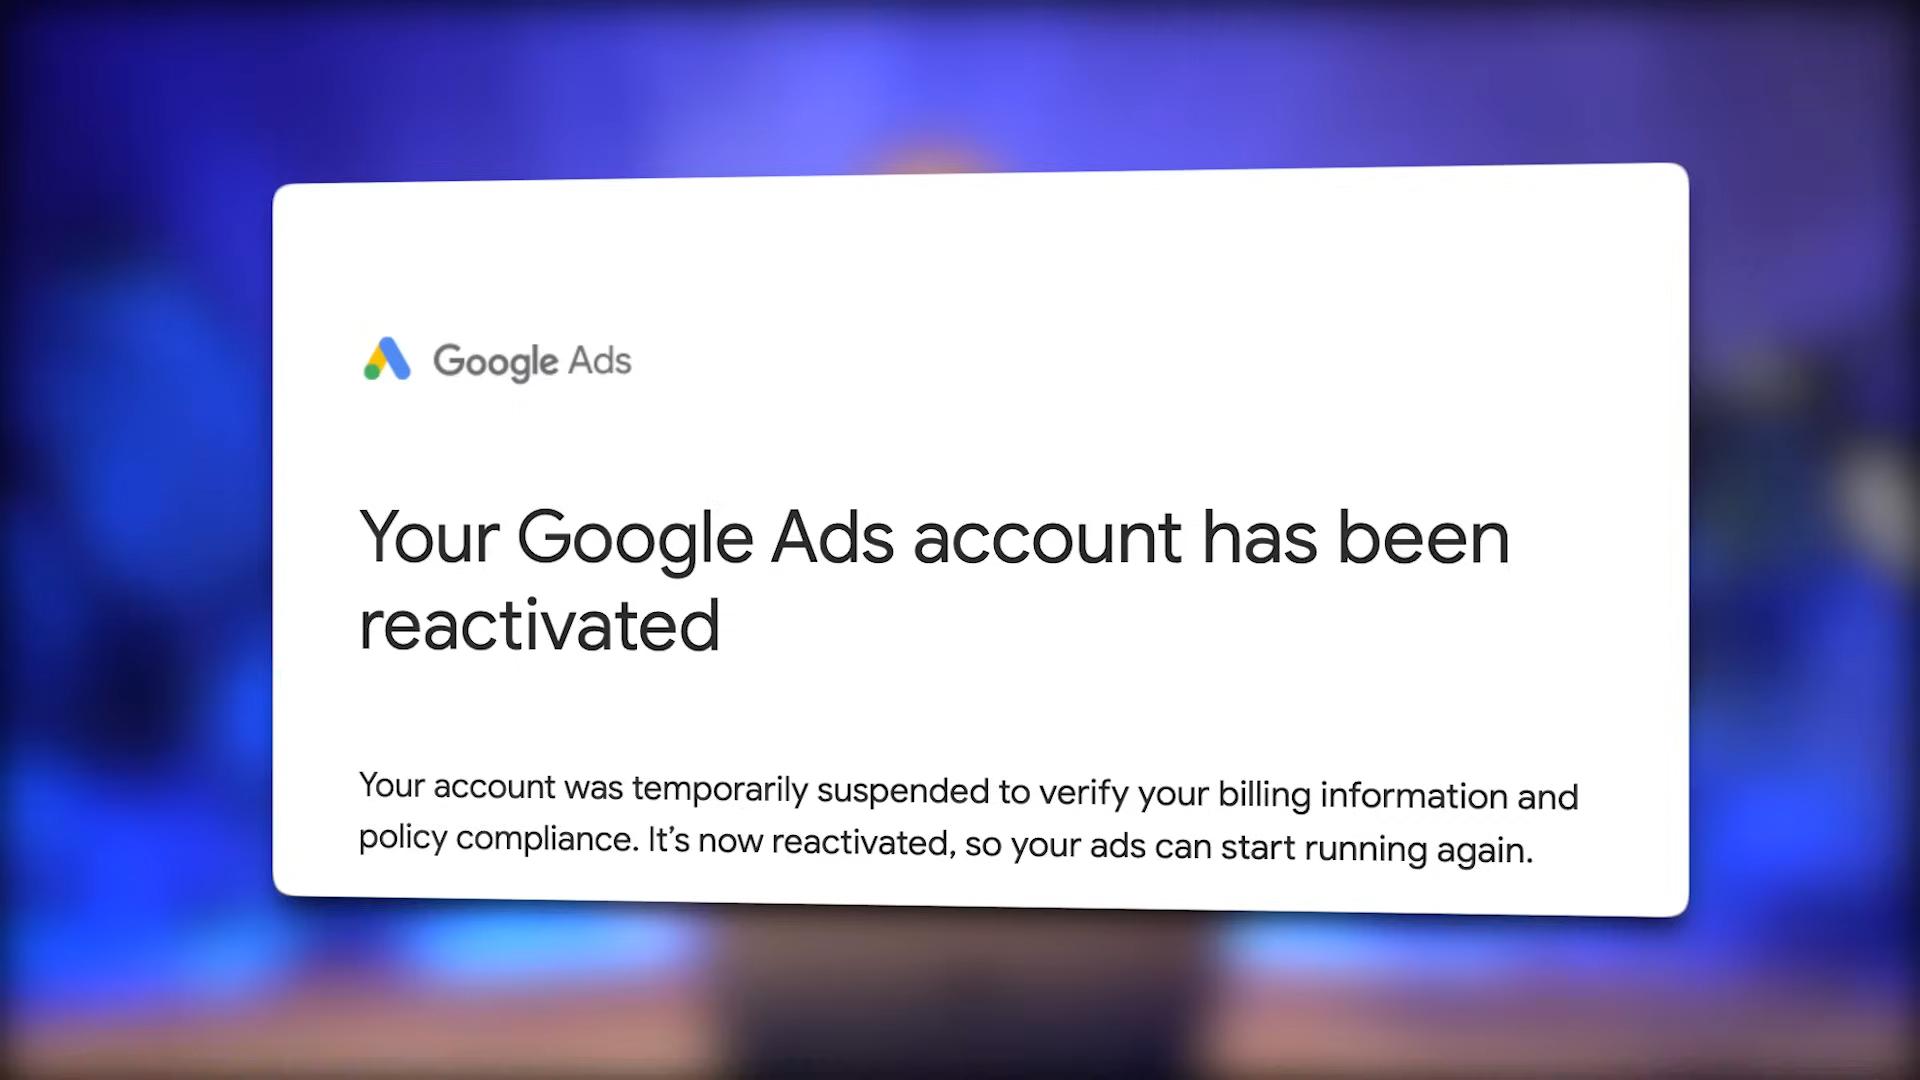 Google Ads
Your Google Ads account has been
reactivated
Your account was temporarily suspended to verify your billing information and
policy compliance. It’s now reactivated, so your ads can start running again.